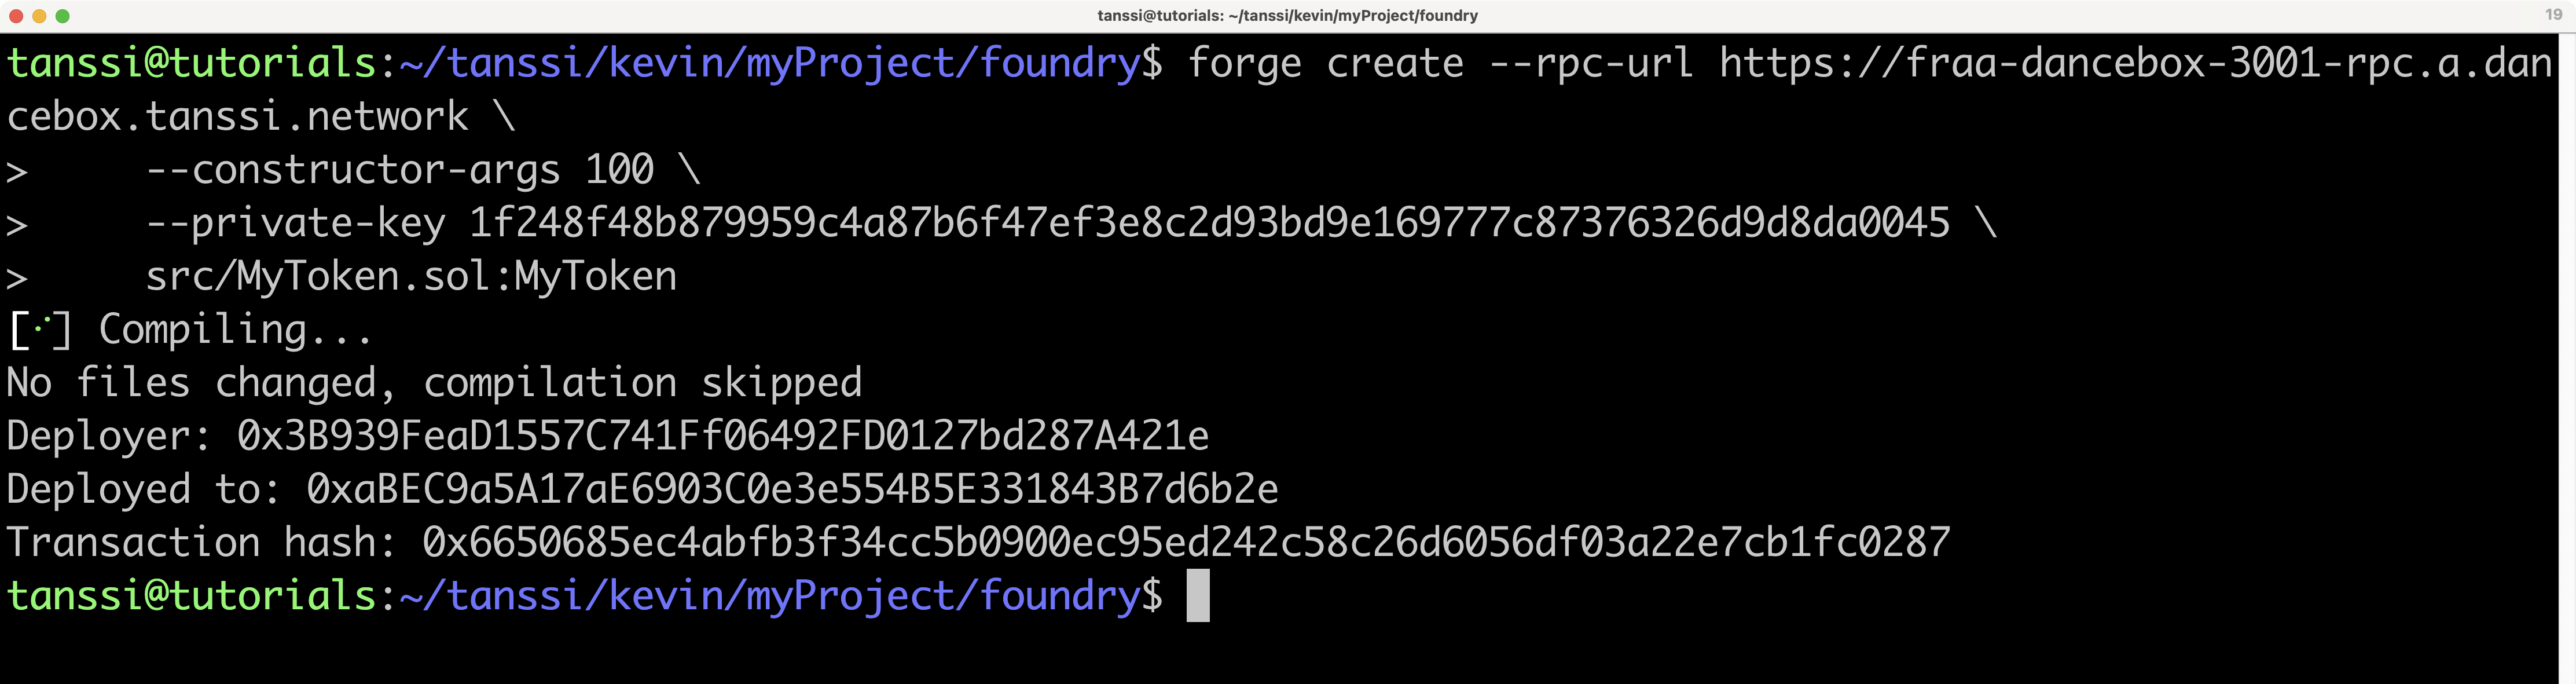 tanssi@tutorials: ~/tanssi/kevin/myProject/foundry
19
tanssi@tutorials:~/tanssi/kevin/myProject/foundry$ forge create --rpc-url https://fraa-dancebox-3001-rpc.a.dan
cebox.tanssi.network \
>     --constructor-args 100 \
>     --private-key 1f248f48b879959c4a87b6f47ef3e8c2d93bd9e169777c87376326d9d8da0045 \
>     src/MyToken.sol:MyToken
[⠊] Compiling...
No files changed, compilation skipped
Deployer: 0x3B939FeaD1557C741Ff06492FD0127bd287A421e
Deployed to: 0xaBEC9a5A17aE6903C0e3e554B5E331843B7d6b2e
Transaction hash: 0x6650685ec4abfb3f34cc5b0900ec95ed242c58c26d6056df03a22e7cb1fc0287
tanssi@tutorials:~/tanssi/kevin/myProject/foundry$